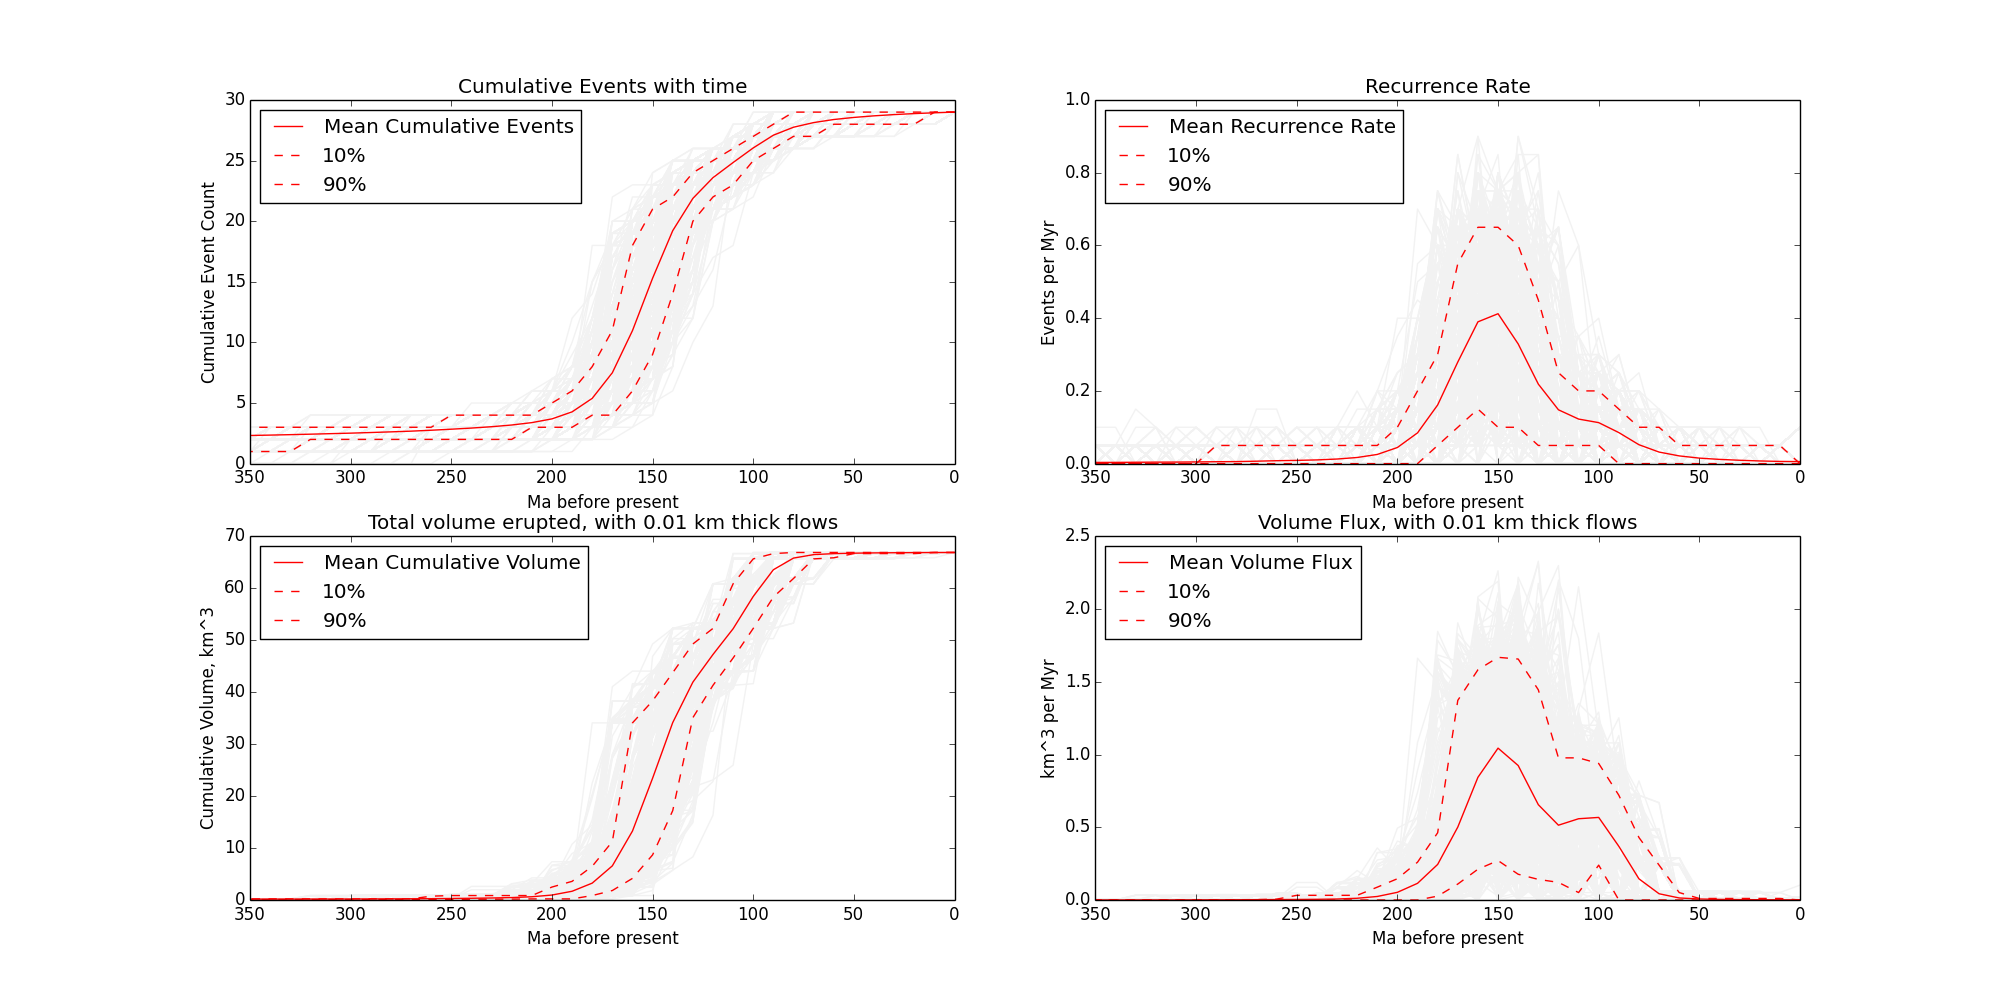 Cumulative Events with time
Cumulative Event Count
30
25
20
15
10
5
0
Mean Cumulative Events
10%
90%
350 300 250 200 150 100 50 0
Ma before present
Recurrence Rate
Events per Myr
1.0
0.8
0.6
0.4
0.2
0.0
Mean Recurrence Rate
10%
90%
350 300 250 200 150 100 50 0
Ma before present
Total volume erupted, with 0.01 km thick flows
Cumulative Volume, km^3
70
60
50
40
30
20
10
0
Mean Cumulative Volume
10%
90%
350 300 250 200 150 100 50 0
Ma before present
Volume Flux, with 0.01 km thick flows
km^3 per Myr
2.5
2.0
1.5
1.0
0.5
0.0
Mean Volume Flux
10%
90%
350 300 250 200 150 100 50 0
Ma before present